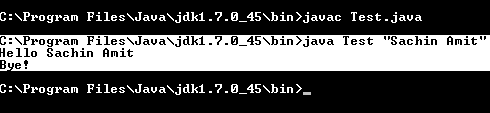 C:\Program Files\Java\jdk1.7.0_45\bin>javac Test.java
C:\Program Files\Java\jdk1.7.0_45\bin>java Test "Sachin Amit"
Hello Sachin Amit
Bye!
C:\Program Files\Java\jdk1.7.0_45\bin>_